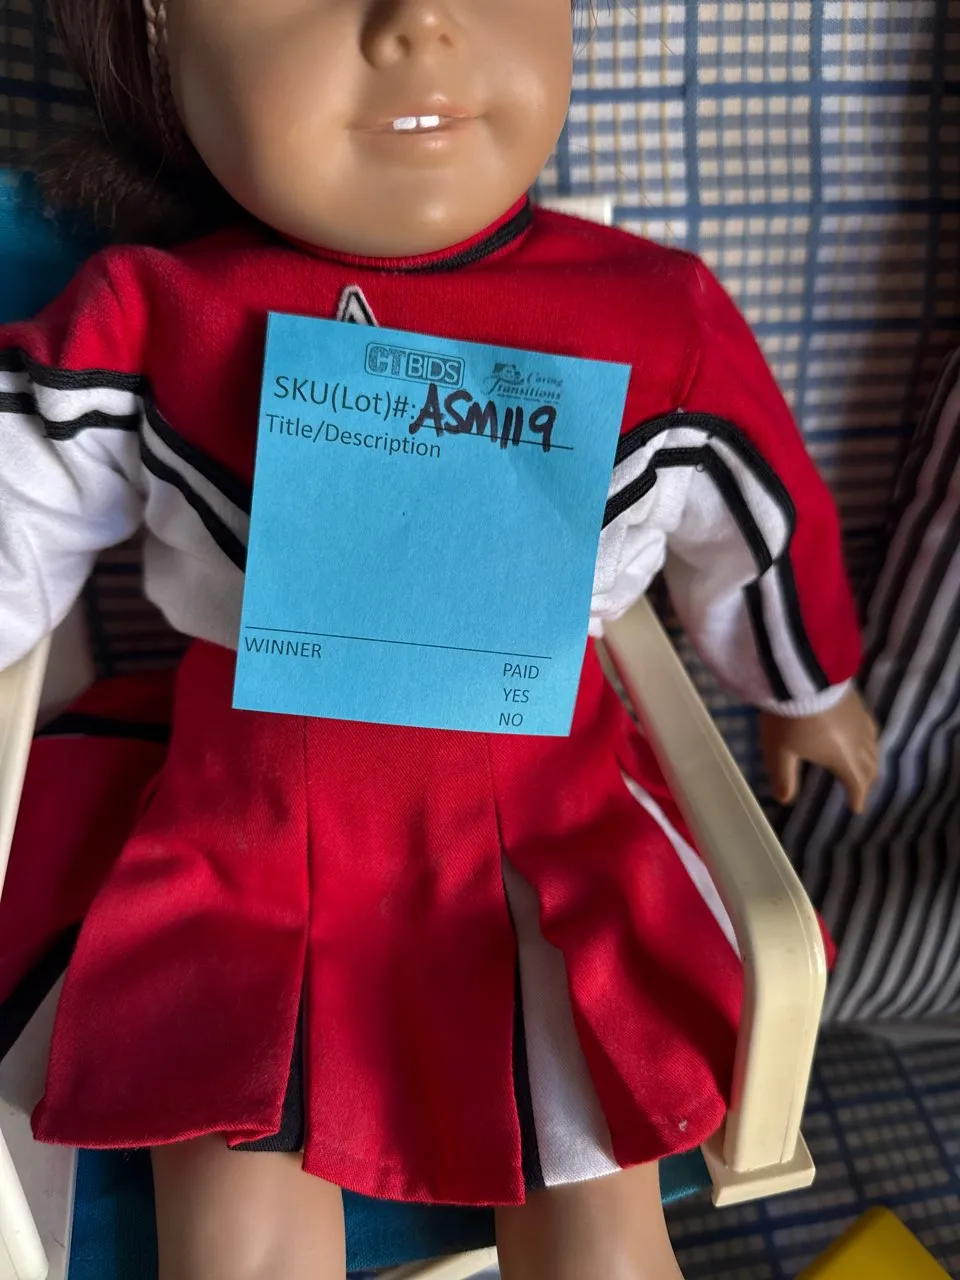 CTBIDS
Caring
Transitions
SKU(Lot)#: ASM119
Title/Description
WINNER
PAID
YES
NO